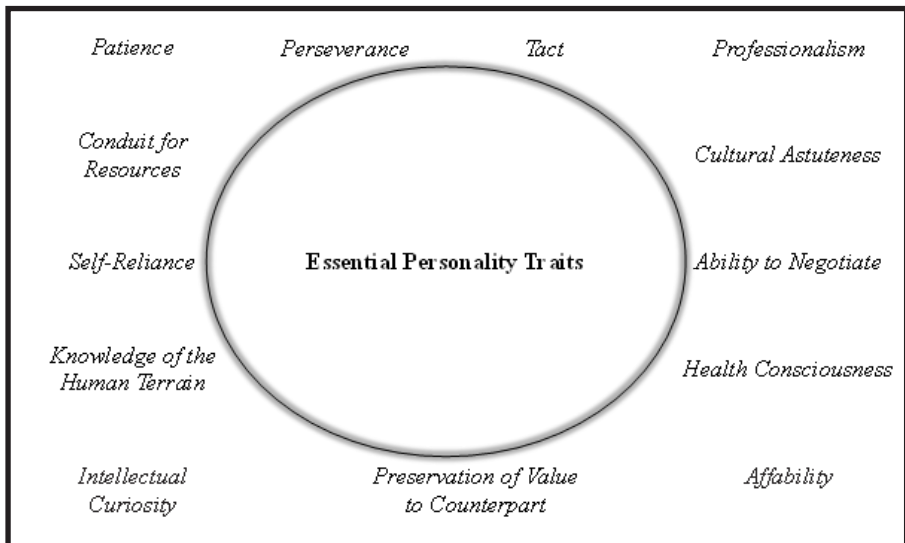 Patience Perseverance Tact Professionalism
Conduit for
Resources
Cultural Astuteness
Self-Reliance Essential Personality Traits Ability to Negotiate
Knowledge of the
Human Terrain
Health Consciousness
Intellectual
Curiosity
Preservation of Value
to Counterpart
Affability